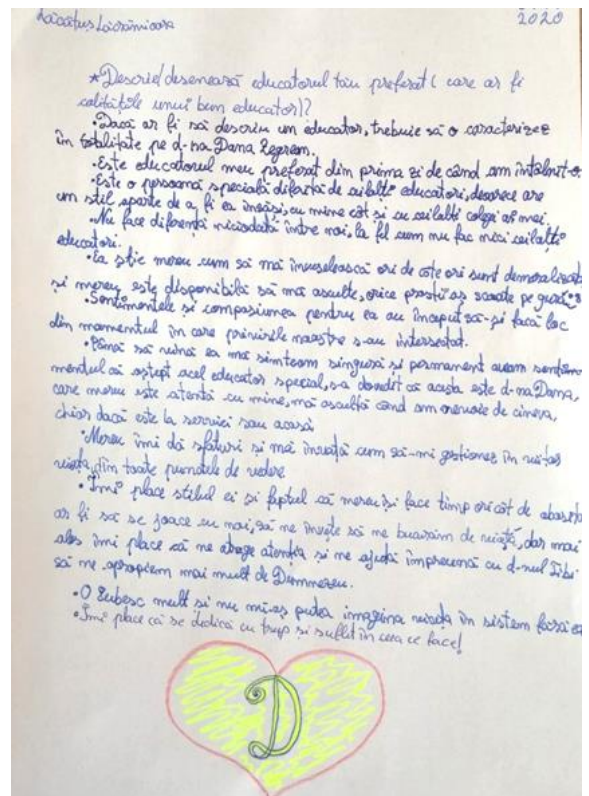 Lăcătuș Lăcrămioara 2020
*Descrie/desenează educatorul tău preferat (care ar fi
calitățile unui bun educator)?
•Dacă ar fi să descriu un educator, trebuie să o caracterizez
în totalitate pe d-na Dana Zegrean.
•Este educatorul meu preferat din prima zi de când am întâlnit-o
•Este o persoană specială diferită de ceilalți educatori, deoarece are
un stil aparte de a fi ea însăși, cu mine cât și cu ceilalți colegi ai mei.
•Nu face diferență niciodată între noi, la fel cum nu fac nici ceilalți
educatori.
•Ea știe mereu cum să mă înveselească ori de câte ori sunt demoralizată
și mereu este disponibilă să mă asculte, orice prostii aș scoate pe gură
•Sentimentele și compasiunea pentru ea au început să-și facă loc
din momentul în care privirile noastre s-au intersectat.
•Până să vină ea mă simțeam singură și permanent aveam sentim
mentul că aștept acel educator special, s-a dovedit că acesta este d-na Dana,
care mereu este atentă cu mine, mă ascultă când am nevoie de cineva,
chiar dacă este la servici sau acasă
•Mereu îmi dă sfaturi și mă învață cum să-mi gestionez în
viața, din toate punctele de vedere
•Îmi place stilul ei și faptul că mereu își face timp oricât de
ar fi să se joace cu noi, să ne învețe să ne bucurăm de viață, dar mai
ales îmi place că ne atrage atenția și ne ajută împreună cu d-nul Tibi
să ne apropiem mai mult de Dumnezeu.
•O Iubesc mult și nu mi-aș putea imagina viața în sistem fără ea
•Îmi place că se dedică cu trup și suflet în ceea ce face!
D